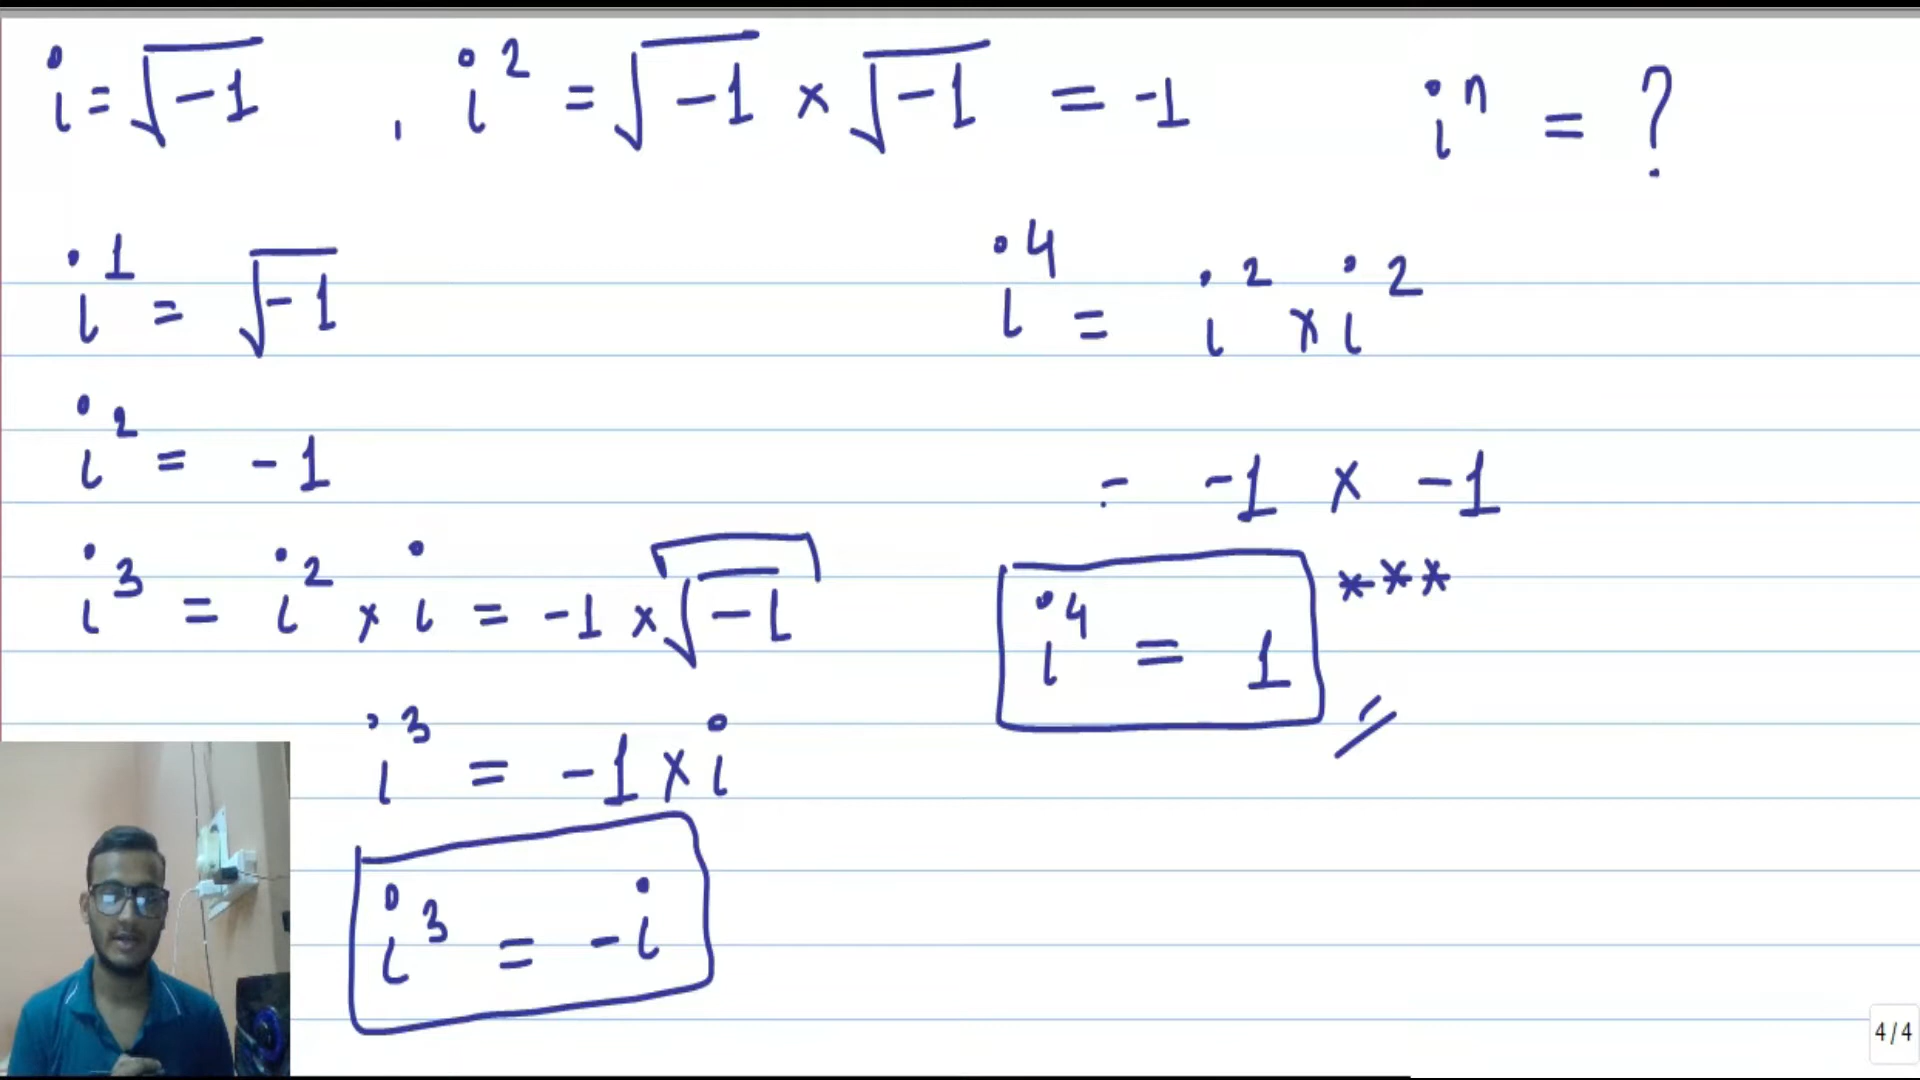 i = √-1 , i² = √-1 × √-1 = -1
iⁿ = ?
i¹ = √-1
i² = -1
i³ = i² × i = -1 × √-1
i³ = -1 × i
i³ = -i
i⁴ = i² × i²
= -1 × -1
i⁴ = 1 ***
4/4